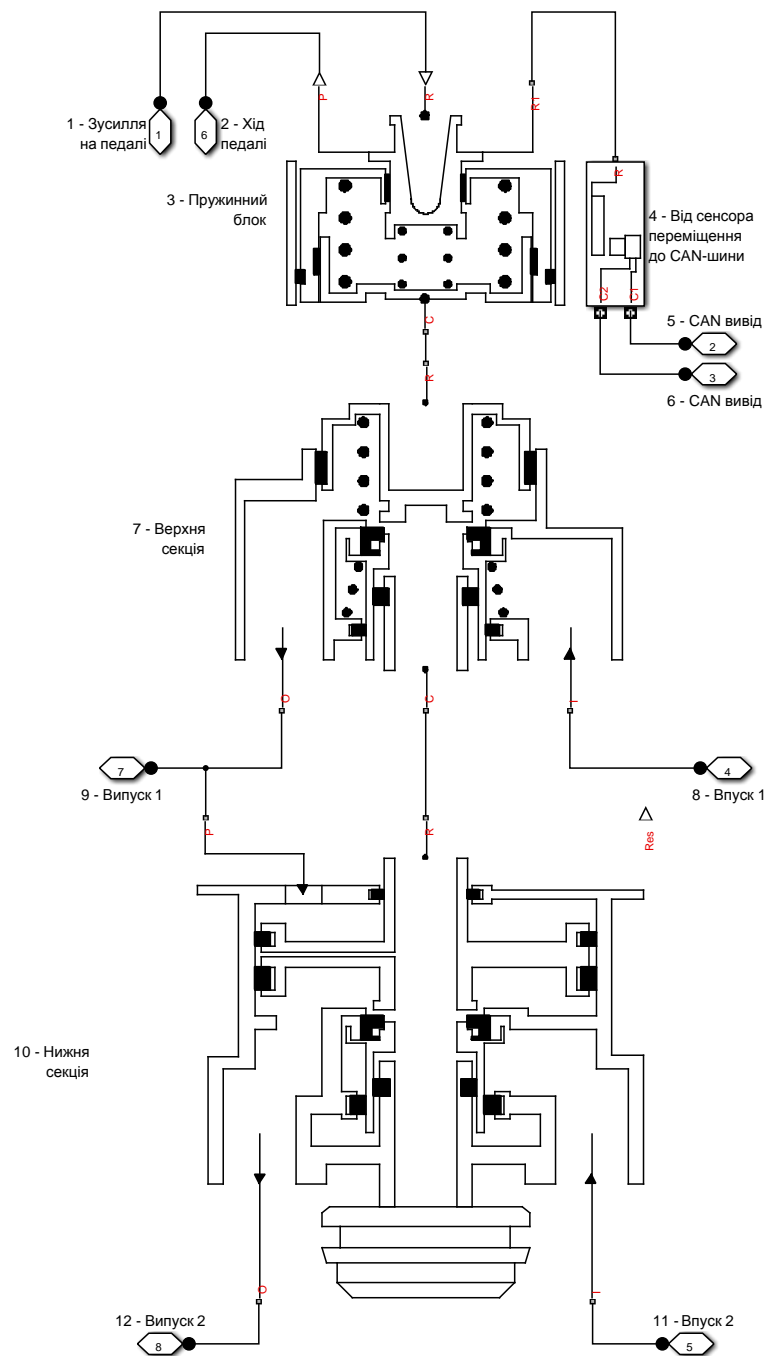 P
R
R1
1 - Зусилля
на педалі
1
6
2 - Хід
педалі
3 - Пружинний
блок
R
4 - Від сенсора
переміщення
до CAN-шини
C2
C1
5 - CAN вивід
2
3
6 - CAN вивід
C
R
7 - Верхня
секція
O
C
I
7
9 - Випуск 1
4
8 - Впуск 1
P
R
Res
10 - Нижня
секція
O
I
12 - Випуск 2
8
11 - Впуск 2
5